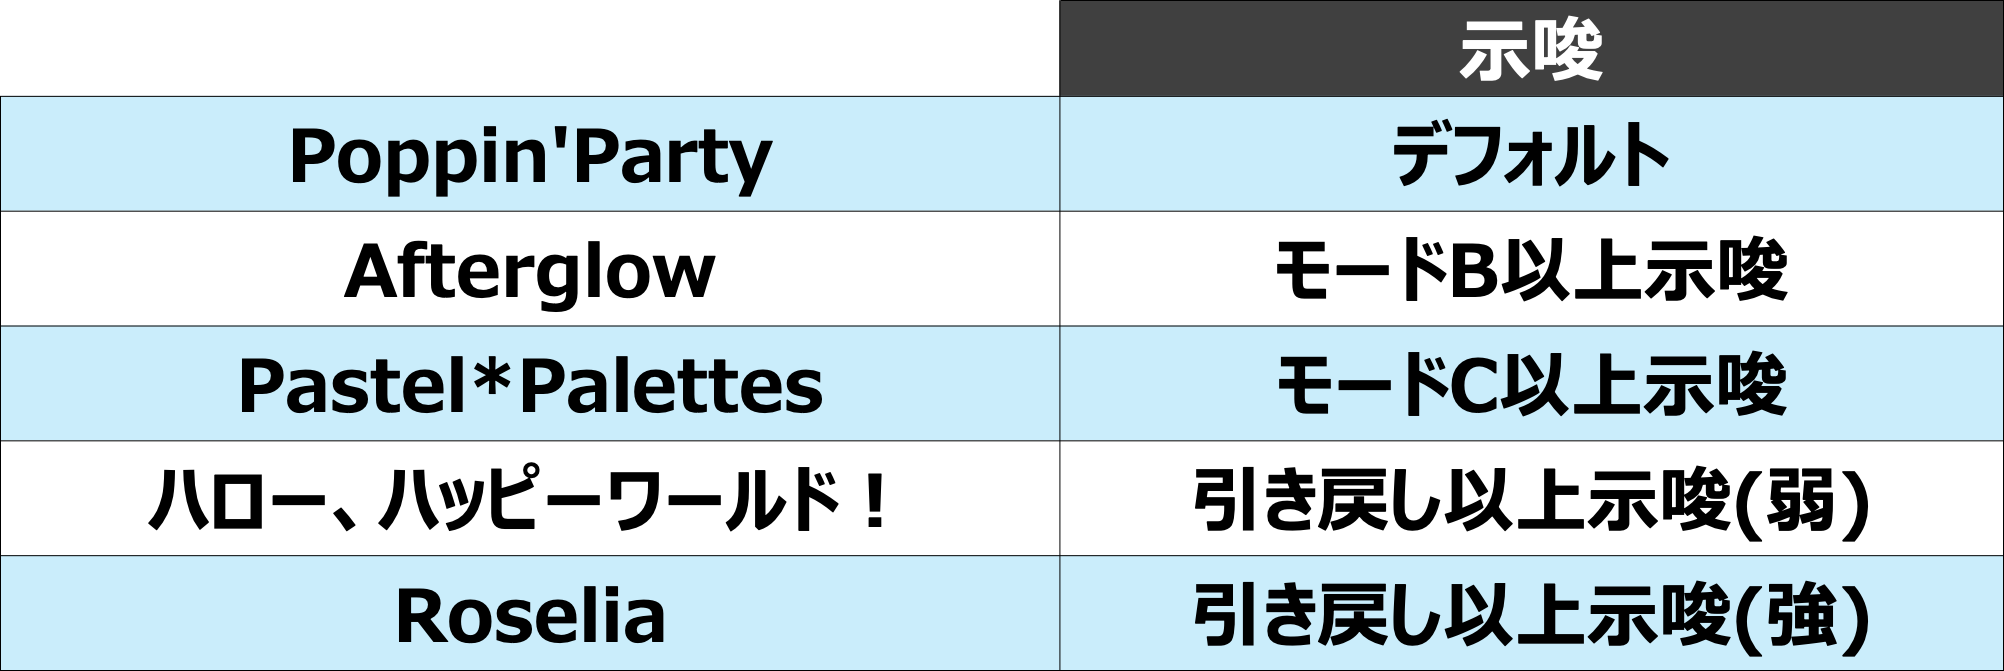 示唆
Poppin'Party デフォルト
Afterglow モードB以上示唆
Pastel*Palettes モードC以上示唆
ハロー、ハッピーワールド！ 引き戻し以上示唆(弱)
Roselia 引き戻し以上示唆(強)